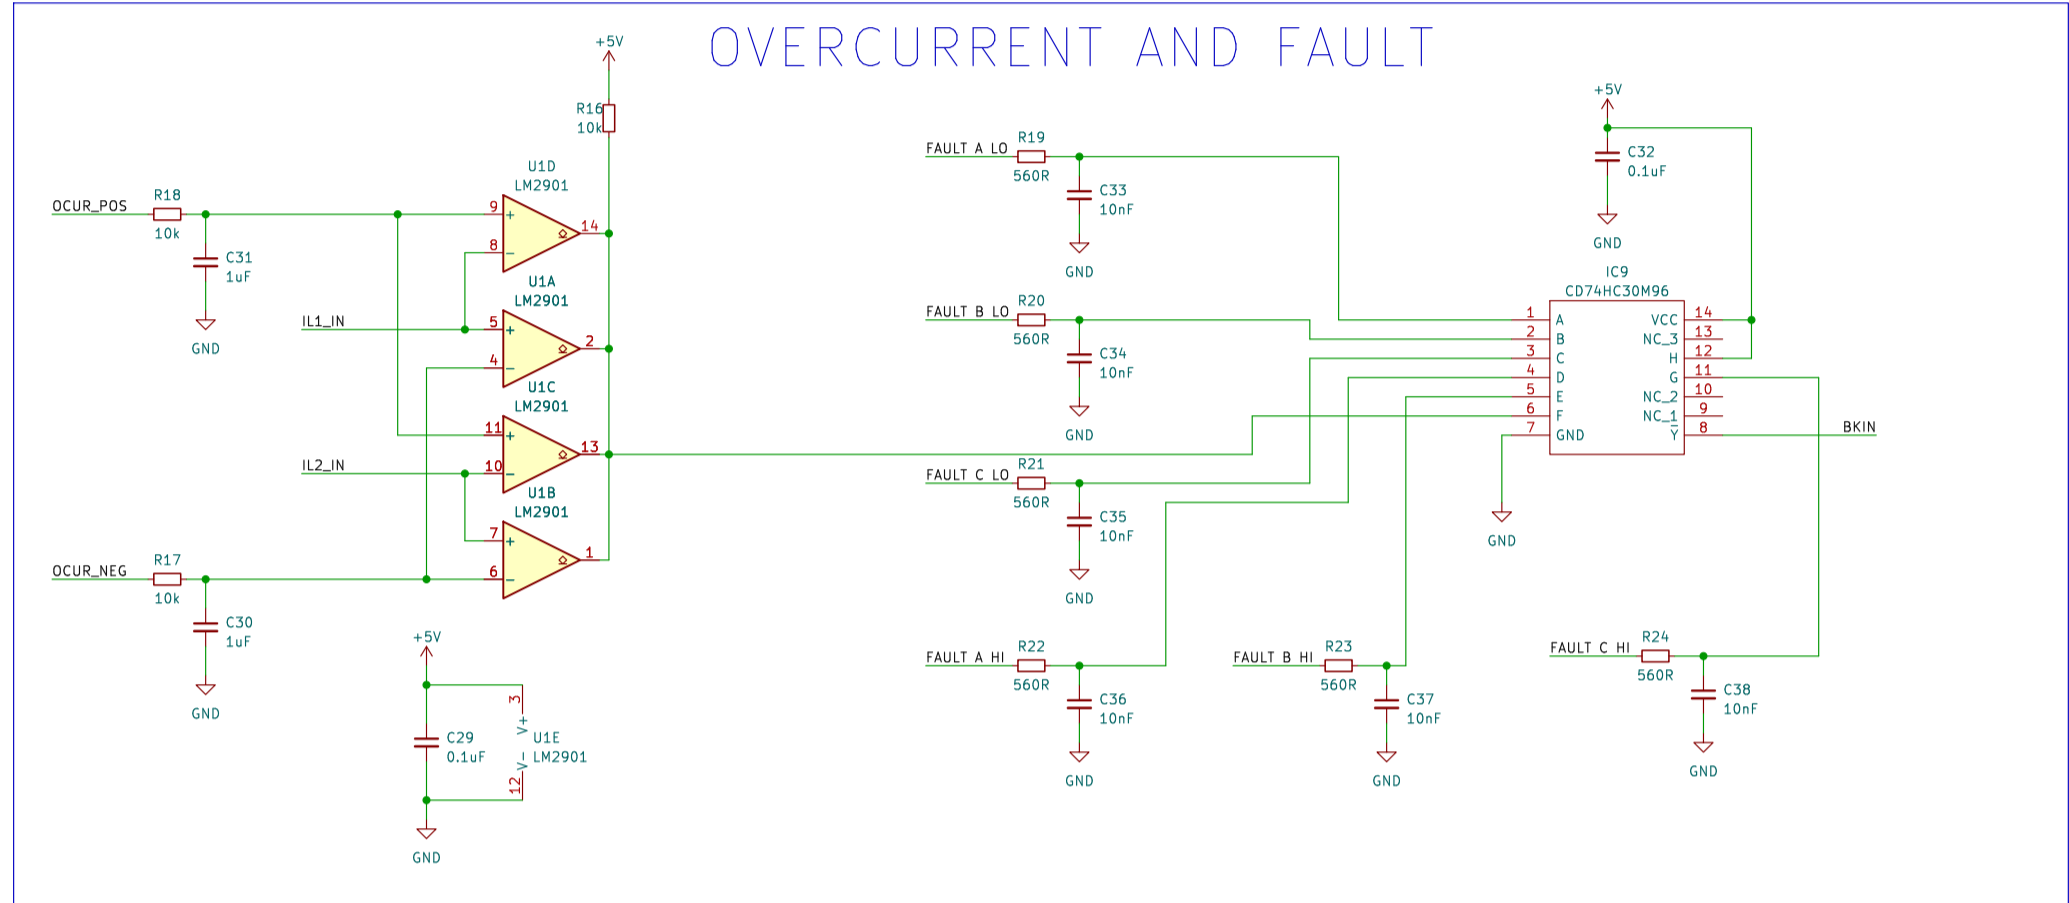 OVERCURRENT AND FAULT
+5V
R16
10k
U1D
LM2901
OCUR_POS
R18
10k
9
+
8
-
14
C31
1uF
GND
U1A
LM2901
IL1_IN
5
+
4
-
2
U1C
LM2901
11
+
10
-
13
IL2_IN
U1B
LM2901
7
+
6
-
1
OCUR_NEG
R17
10k
C30
1uF
GND
+5V
3
V+
C29
0.1uF
U1E
LM2901
V-
12
GND
FAULT A LO
R19
560R
C33
10nF
GND
FAULT B LO
R20
560R
C34
10nF
GND
FAULT C LO
R21
560R
C35
10nF
GND
FAULT A HI
R22
560R
C36
10nF
GND
FAULT B HI
R23
560R
C37
10nF
GND
FAULT C HI
R24
560R
C38
10nF
GND
+5V
C32
0.1uF
GND
IC9
CD74HC30M96
1 A VCC 14
2 B NC_3 13
3 C H 12
4 D G 11
5 E NC_2 10
6 F NC_1 9
7 GND Y̅ 8
BKIN
GND